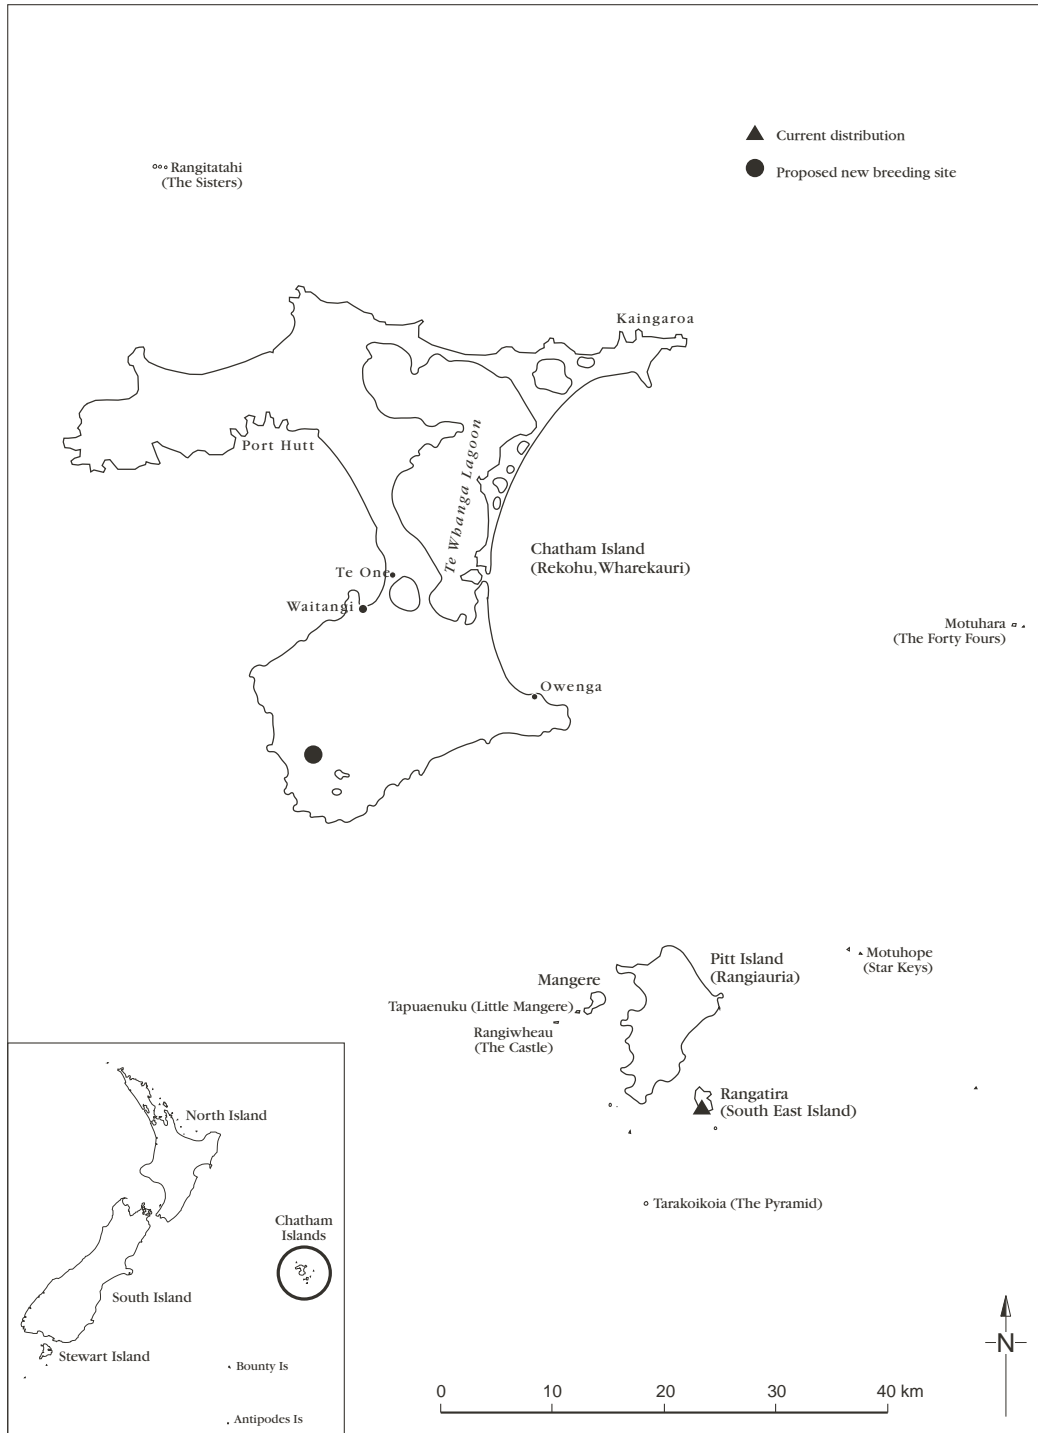 Current distribution
Proposed new breeding site
Rangitatahi
(The Sisters)
Kaingaroa
Port Hutt
Te Whanga Lagoon
Chatham Island
(Rekohu, Wharekauri)
Te One
Waitangi
Motuhara
(The Forty Fours)
Owenga
Pitt Island
(Rangiauria)
Motuhope
(Star Keys)
Mangere
Tapuaenuku (Little Mangere)
Rangiwheau
(The Castle)
Rangatira
(South East Island)
Tarakoikoia (The Pyramid)
North Island
Chatham
Islands
South Island
Stewart Island
Bounty Is
Antipodes Is
N
0 10 20 30 40 km